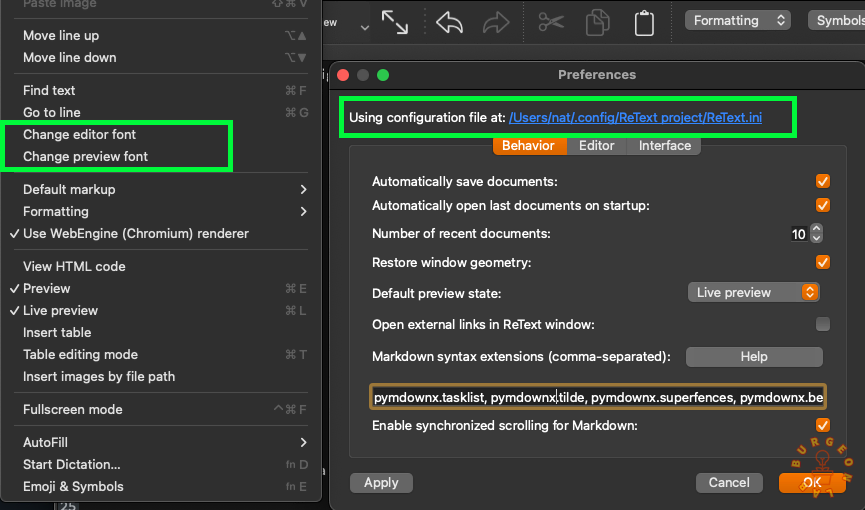 Paste image ⇧⌘V
Move line up ⌥▲
Move line down ⌥▼
Find text ⌘F
Go to line ⌘G
Change editor font
Change preview font
Default markup
Formatting
✓ Use WebEngine (Chromium) renderer
View HTML code
✓ Preview ⌘E
✓ Live preview ⌘L
Insert table
Table editing mode ⌘T
Insert images by file path
Fullscreen mode ^⌘F
AutoFill
Start Dictation... fn D
Emoji & Symbols fn E
25
ew
Formatting
Symbols
Preferences
Using configuration file at: /Users/nat/.config/ReText project/ReText.ini
Behavior Editor Interface
Automatically save documents:
Automatically open last documents on startup:
Number of recent documents: 10
Restore window geometry:
Default preview state: Live preview
Open external links in ReText window:
Markdown syntax extensions (comma-separated): Help
pymdownx.tasklist, pymdownx.tilde, pymdownx.superfences, pymdownx.be
Enable synchronized scrolling for Markdown:
Apply Cancel OK
BURGEON